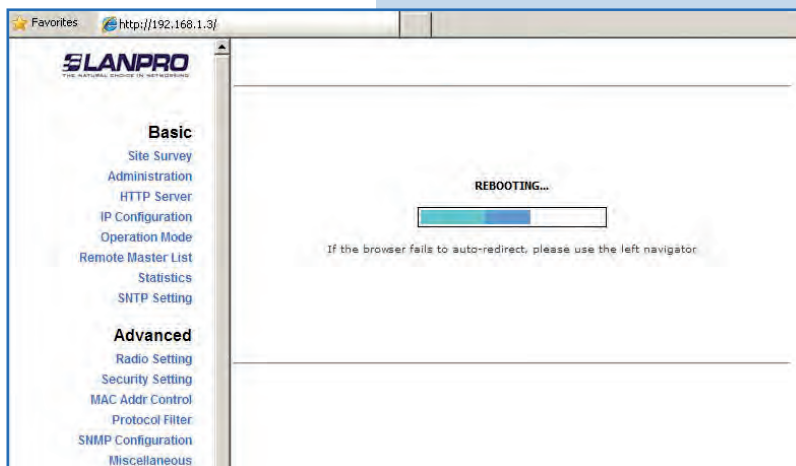 Favorites
http://192.168.1.3/
LANPRO
THE NATURAL CHOICE IN NETWORKING
Basic
Site Survey
Administration
HTTP Server
IP Configuration
Operation Mode
Remote Master List
Statistics
SNTP Setting
Advanced
Radio Setting
Security Setting
MAC Addr Control
Protocol Filter
SNMP Configuration
Miscellaneous
REBOOTING...
If the browser fails to auto-redirect, please use the left navigator